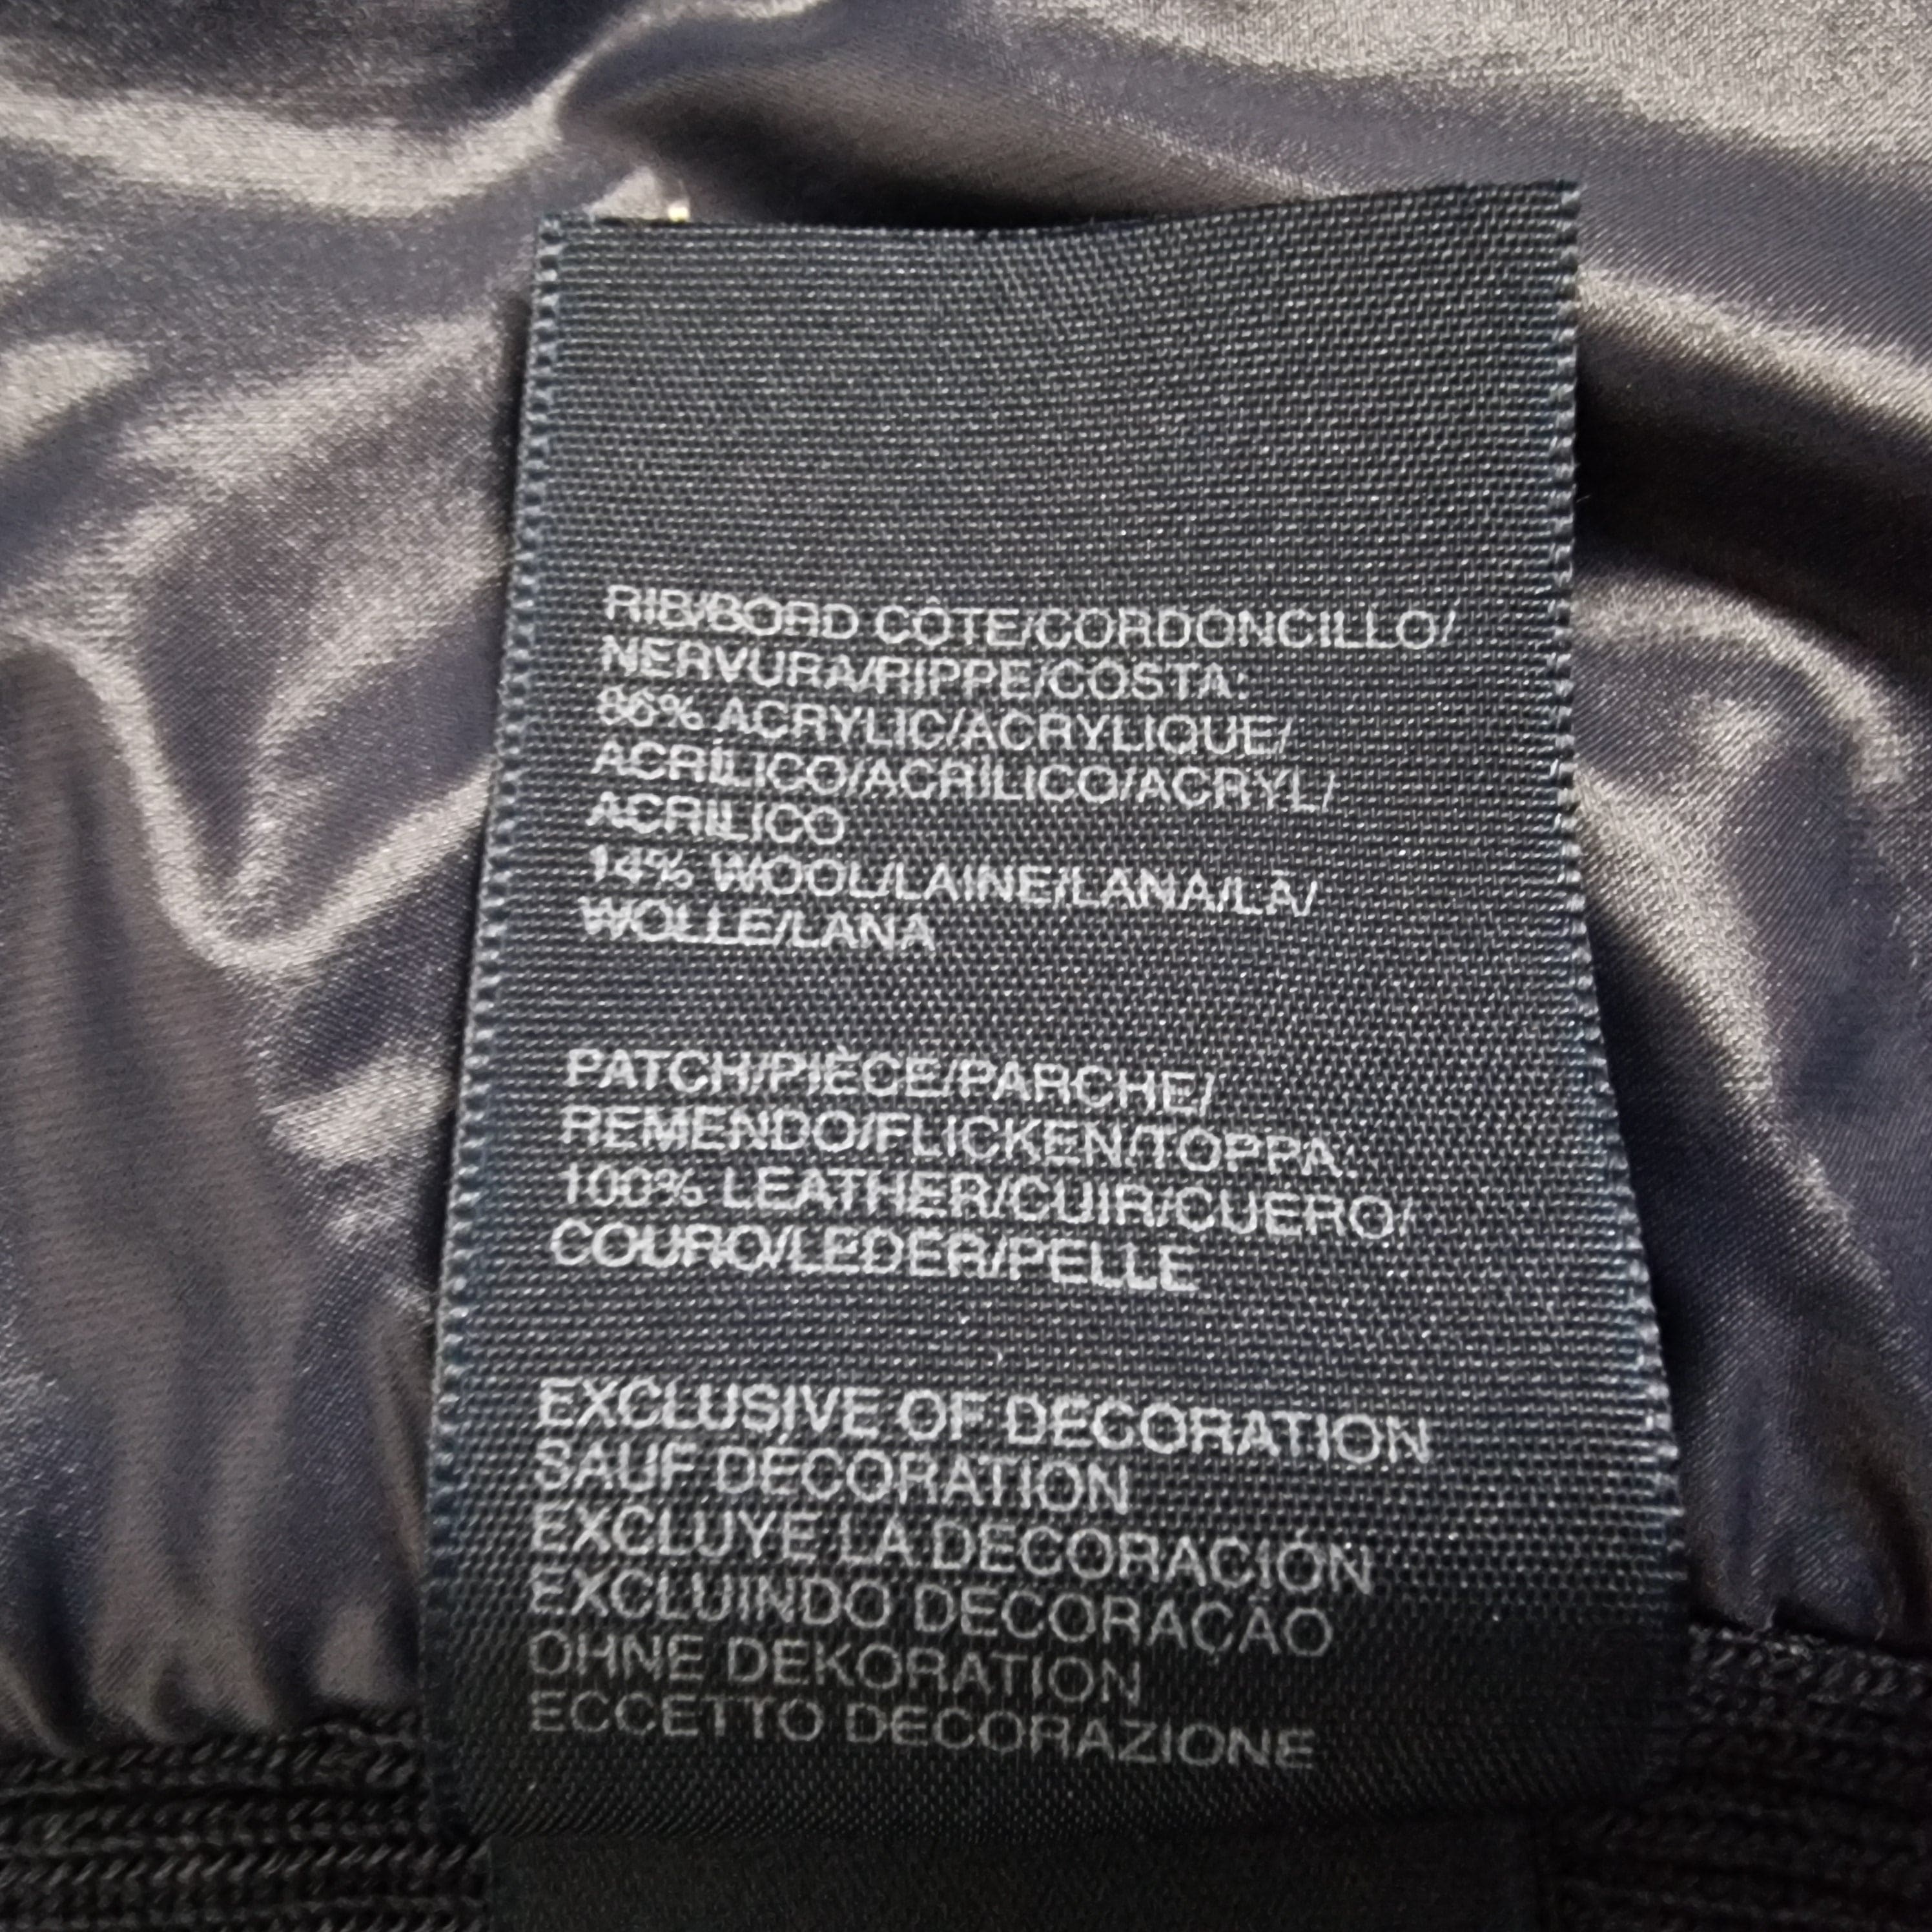 RIB/BORD CÔTE/CORDONCILLO/
NERVURA/RIPPE/COSTA:
86% ACRYLIC/ACRYLIQUE/
ACRÍLICO/ACRÍLICO/ACRYL/
ACRILICO
14% WOOL/LAINE/LANA/LÃ/
WOLLE/LANA
PATCH/PIÈCE/PARCHE/
REMENDO/FLICKEN/TOPPA:
100% LEATHER/CUIR/CUERO/
COURO/LEDER/PELLE
EXCLUSIVE OF DECORATION
SAUF DÉCORATION
EXCLUYE LA DECORACIÓN
EXCLUINDO DECORAÇÃO
OHNE DEKORATION
ECCETTO DECORAZIONE